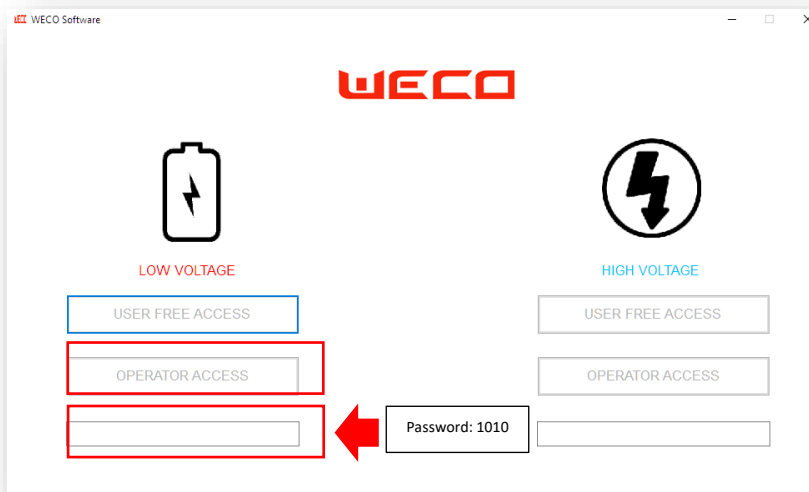 WECO Software
WECO
LOW VOLTAGE
HIGH VOLTAGE
USER FREE ACCESS
USER FREE ACCESS
OPERATOR ACCESS
OPERATOR ACCESS
Password: 1010